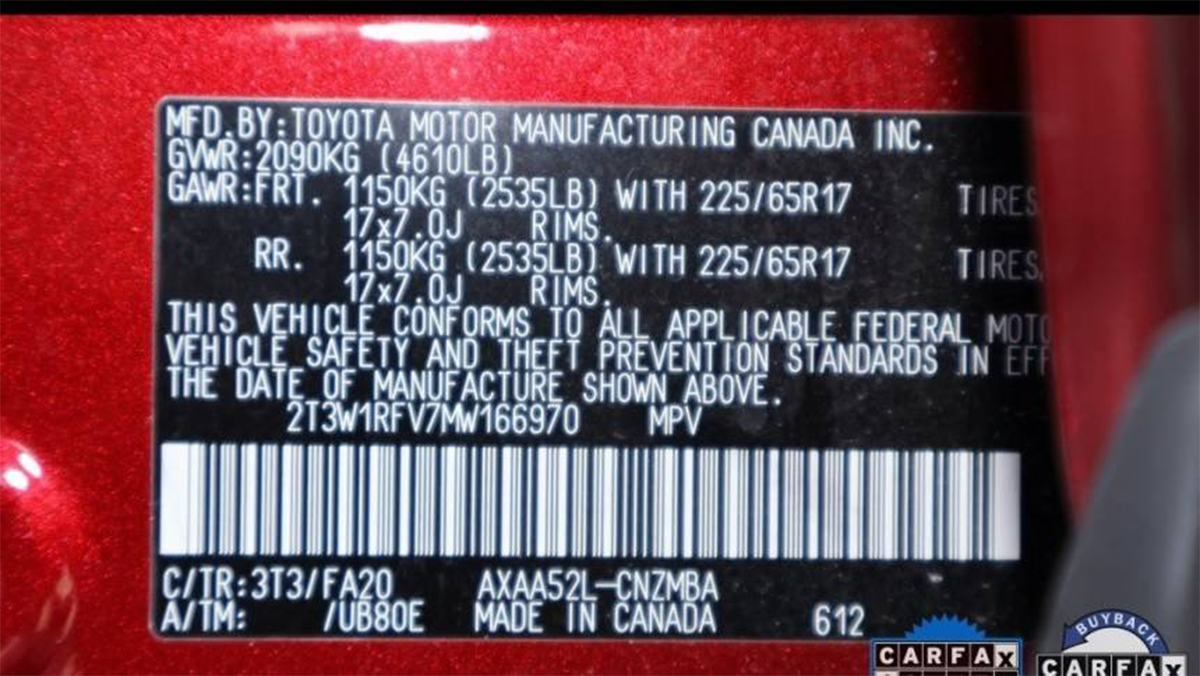 MFD.BY:TOYOTA MOTOR MANUFACTURING CANADA INC.
GVWR:2090KG (4610LB)
GAWR:FRT. 1150KG (2535LB) WITH 225/65R17 TIRES
17x7.0J RIMS.
RR. 1150KG (2535LB) WITH 225/65R17 TIRES.
17x7.0J RIMS.
THIS VEHICLE CONFORMS TO ALL APPLICABLE FEDERAL MOTO
VEHICLE SAFETY AND THEFT PREVENTION STANDARDS IN EFF
THE DATE OF MANUFACTURE SHOWN ABOVE.
2T3W1RFV7MW166970 MPV
C/TR:3T3/FA20 AXAA52L-CNZMBA
A/TM: /UB80E MADE IN CANADA 612
CARFAX
BUYBACK
CARFAX